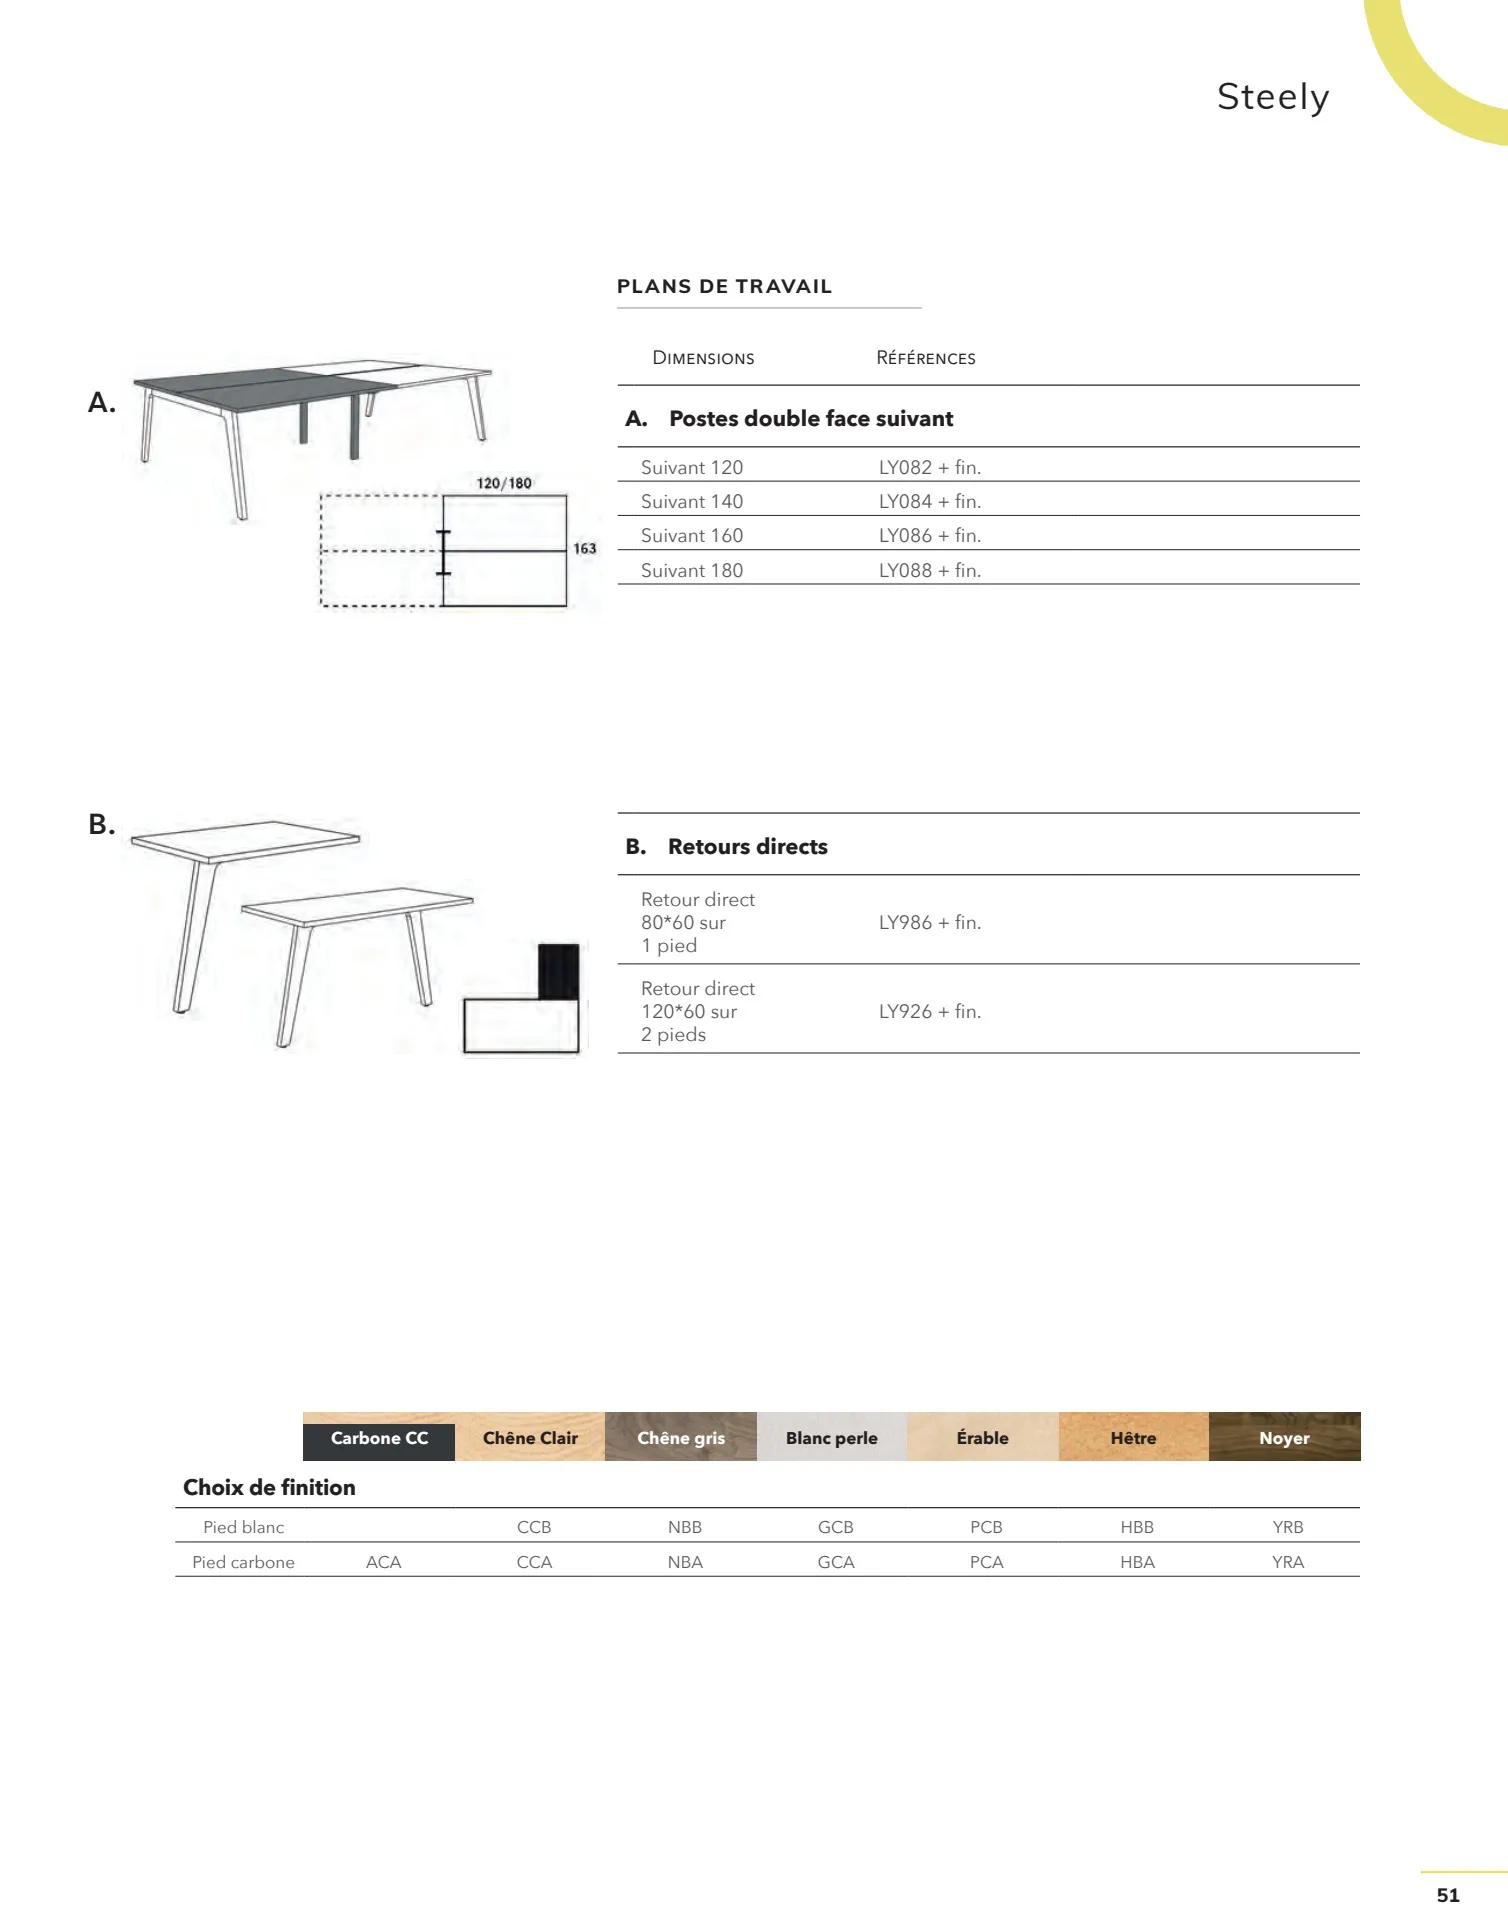 Steely
PLANS DE TRAVAIL
DIMENSIONS RÉFÉRENCES
A.
A. Postes double face suivant
Suivant 120 LY082 + fin.
Suivant 140 LY084 + fin.
Suivant 160 LY086 + fin.
Suivant 180 LY088 + fin.
120/180
163
B.
B. Retours directs
Retour direct
80*60 sur LY986 + fin.
1 pied
Retour direct
120*60 sur LY926 + fin.
2 pieds
Carbone CC Chêne Clair Chêne gris Blanc perle Érable Hêtre Noyer
Choix de finition
Pied blanc CCB NBB GCB PCB HBB YRB
Pied carbone ACA CCA NBA GCA PCA HBA YRA
51